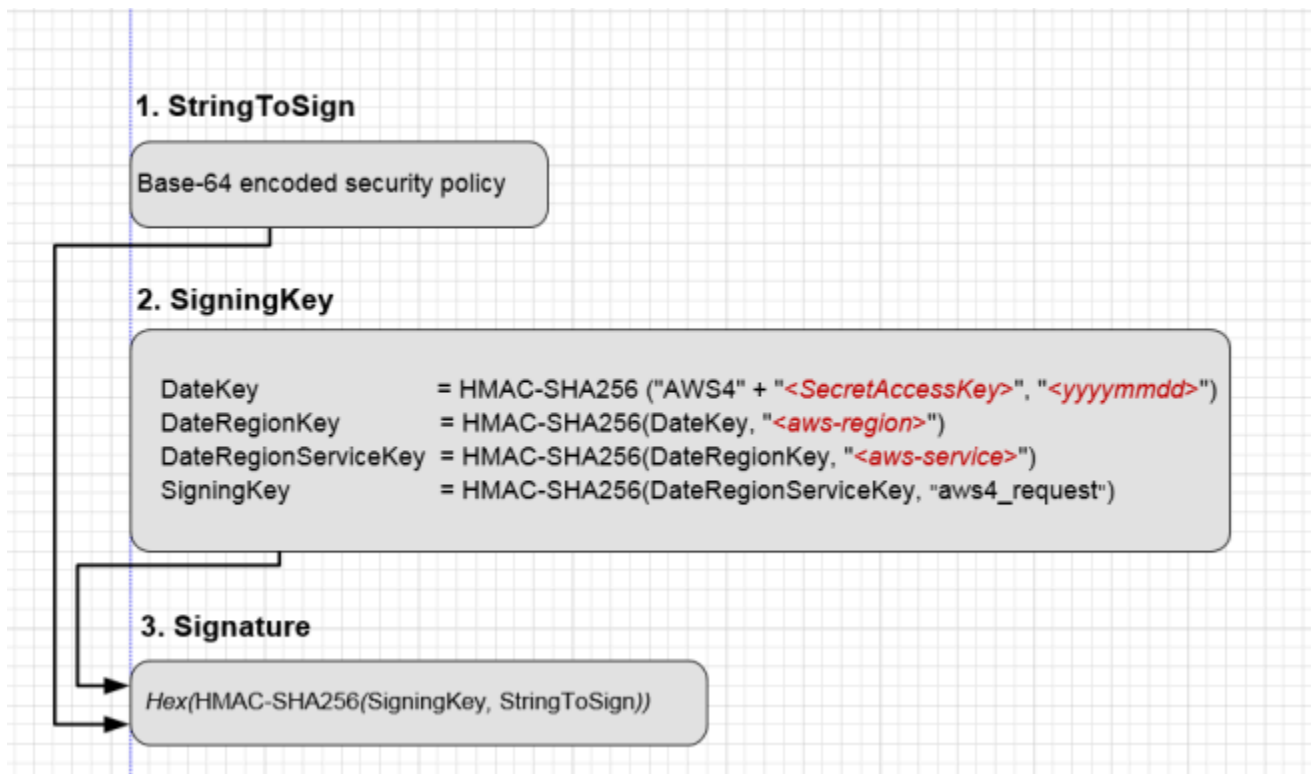 1. StringToSign
Base-64 encoded security policy
2. SigningKey
DateKey = HMAC-SHA256 ("AWS4" + "<SecretAccessKey>", "<yyyymmdd>")
DateRegionKey = HMAC-SHA256(DateKey, "<aws-region>")
DateRegionServiceKey = HMAC-SHA256(DateRegionKey, "<aws-service>")
SigningKey = HMAC-SHA256(DateRegionServiceKey, "aws4_request")
3. Signature
Hex(HMAC-SHA256(SigningKey, StringToSign))